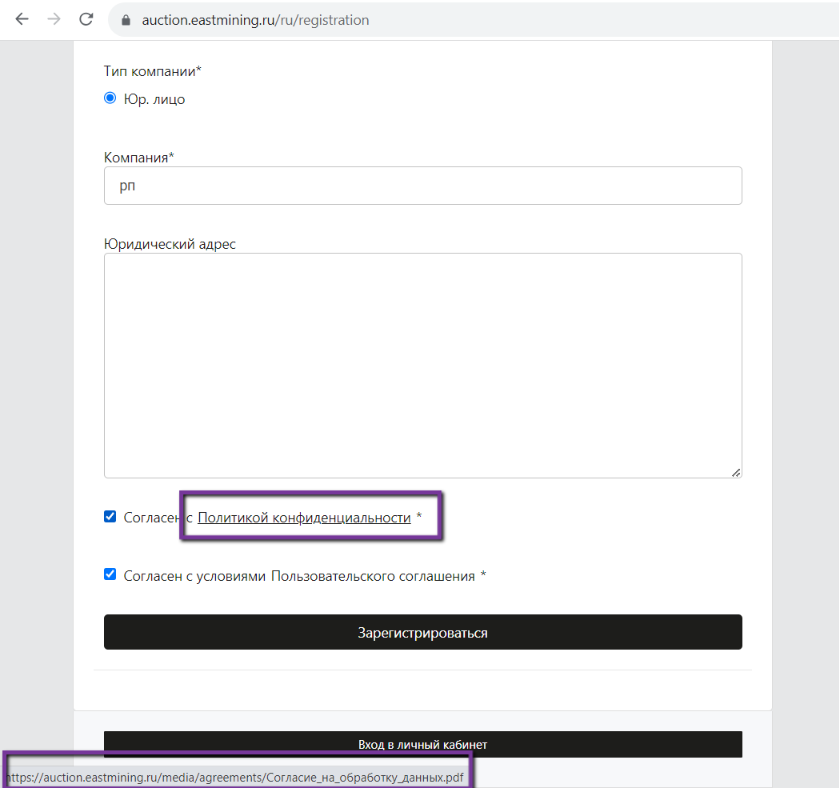 auction.eastmining.ru/ru/registration
Тип компании*
Юр. лицо
Компания*
рп
Юридический адрес
Согласен с Политикой конфиденциальности *
Согласен с условиями Пользовательского соглашения *
Зарегистрироваться
Вход в личный кабинет
https://auction.eastmining.ru/media/agreements/Согласие_на_обработку_данных.pdf